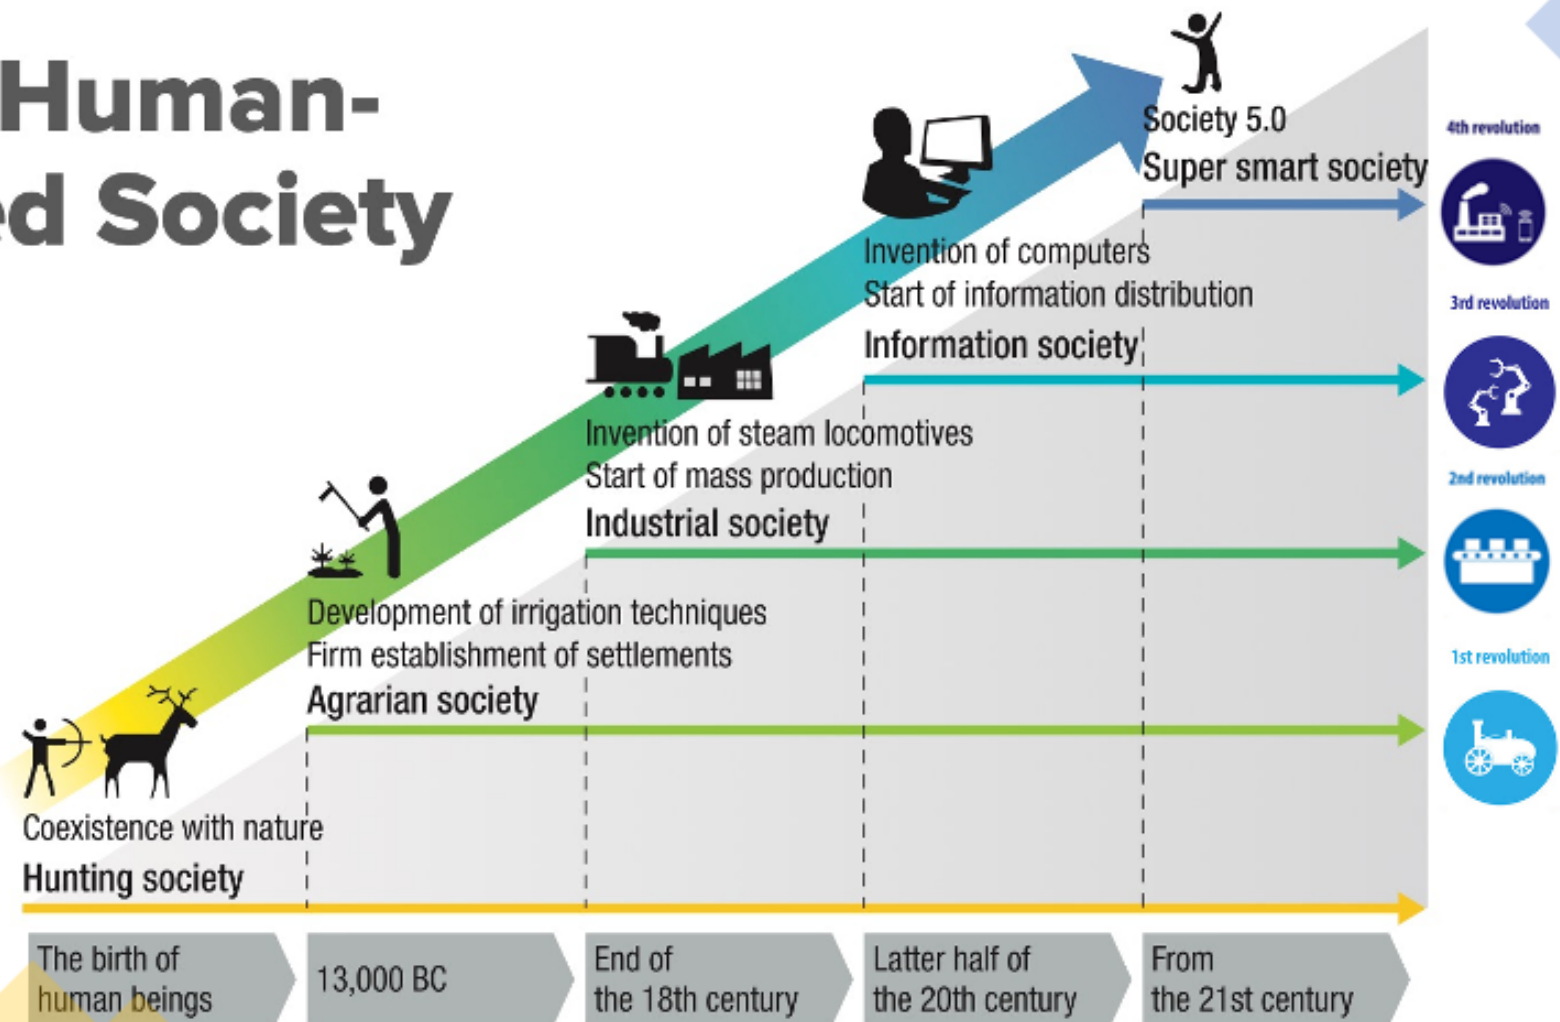 Human-
ed Society
Society 5.0
Super smart society
Invention of computers
Start of information distribution
Information society
Invention of steam locomotives
Start of mass production
Industrial society
Development of irrigation techniques
Firm establishment of settlements
Agrarian society
Coexistence with nature
Hunting society
The birth of
human beings
13,000 BC
End of
the 18th century
Latter half of
the 20th century
From
the 21st century
4th revolution
3rd revolution
2nd revolution
1st revolution